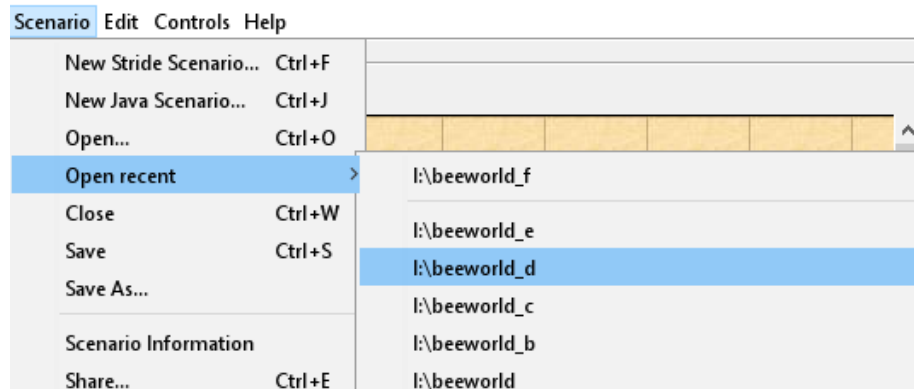 Scenario Edit Controls Help
New Stride Scenario... Ctrl+F
New Java Scenario... Ctrl+J
Open... Ctrl+O
Open recent >
Close Ctrl+W
Save Ctrl+S
Save As...
Scenario Information
Share... Ctrl+E
I:\beeworld_f
I:\beeworld_e
I:\beeworld_d
I:\beeworld_c
I:\beeworld_b
I:\beeworld